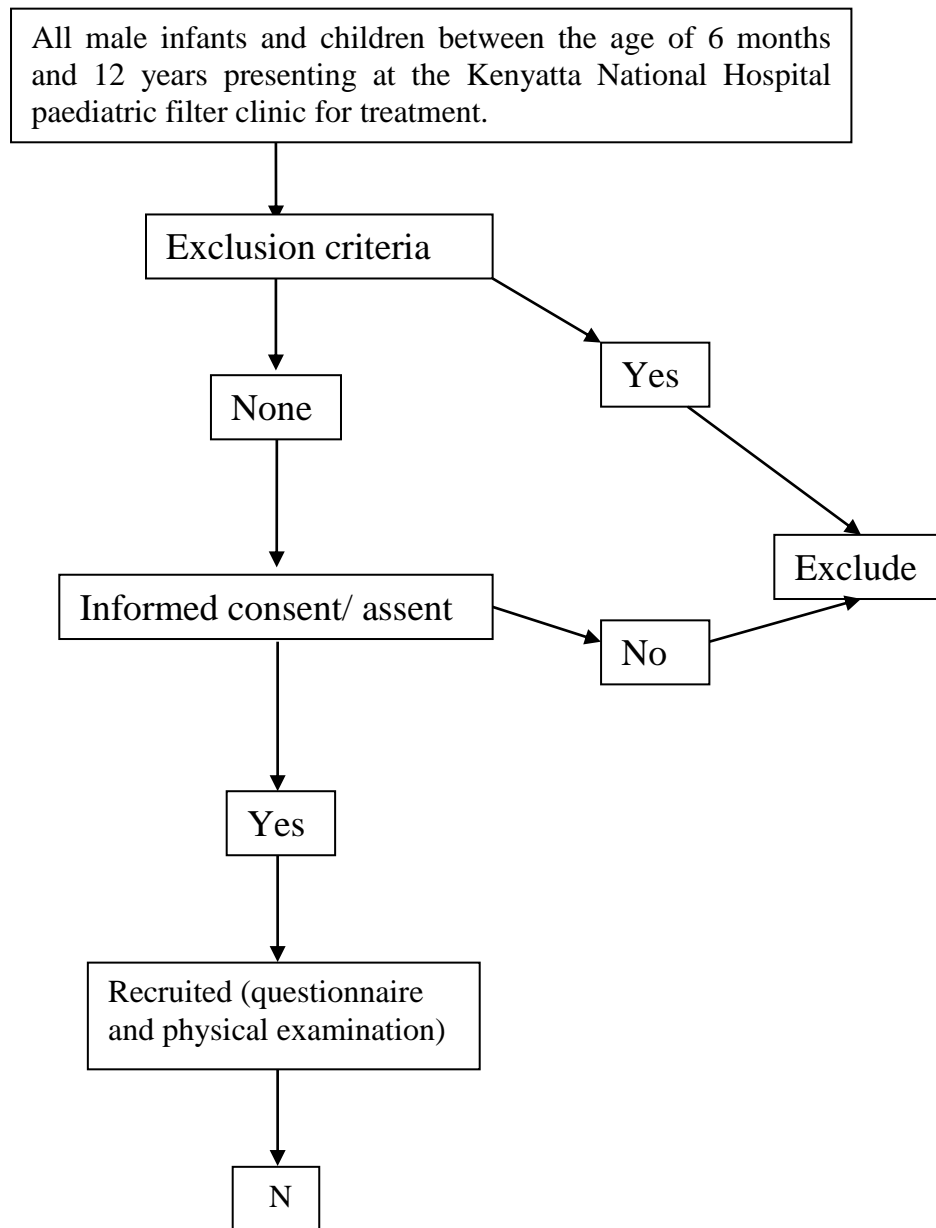 All male infants and children between the age of 6 months
and 12 years presenting at the Kenyatta National Hospital
paediatric filter clinic for treatment.
Exclusion criteria
Yes
None
Exclude
Informed consent/ assent
No
Yes
Recruited (questionnaire
and physical examination)
N